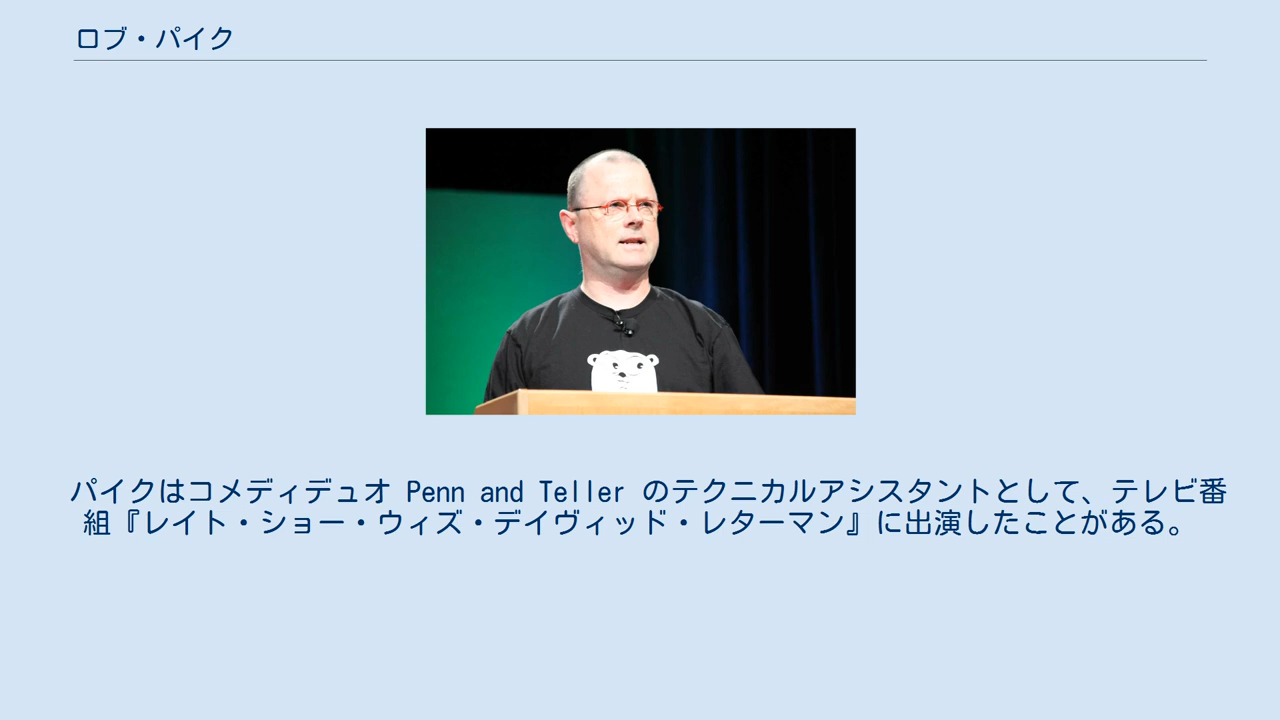 ロブ・パイク
パイクはコメディデュオ Penn and Teller のテクニカルアシスタントとして、テレビ番
組『レイト・ショー・ウィズ・デイヴィッド・レターマン』に出演したことがある。